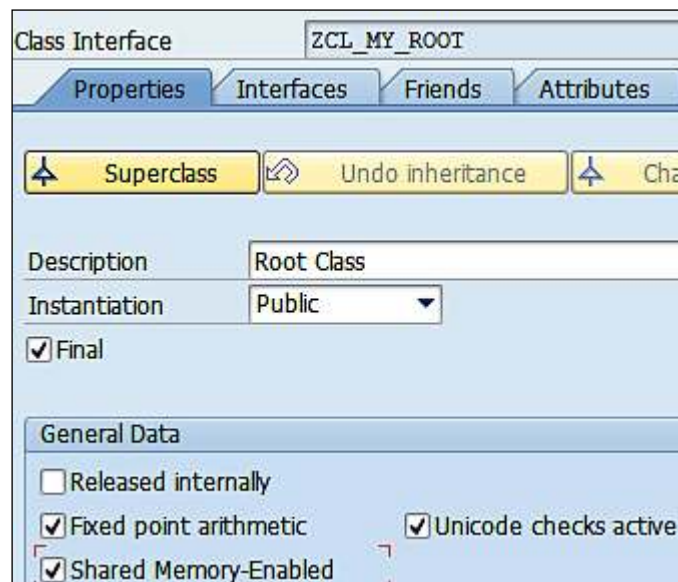 Class Interface ZCL_MY_ROOT
Properties Interfaces Friends Attributes
Superclass Undo inheritance Cha
Description Root Class
Instantiation Public
Final
General Data
Released internally
Fixed point arithmetic Unicode checks active
Shared Memory-Enabled